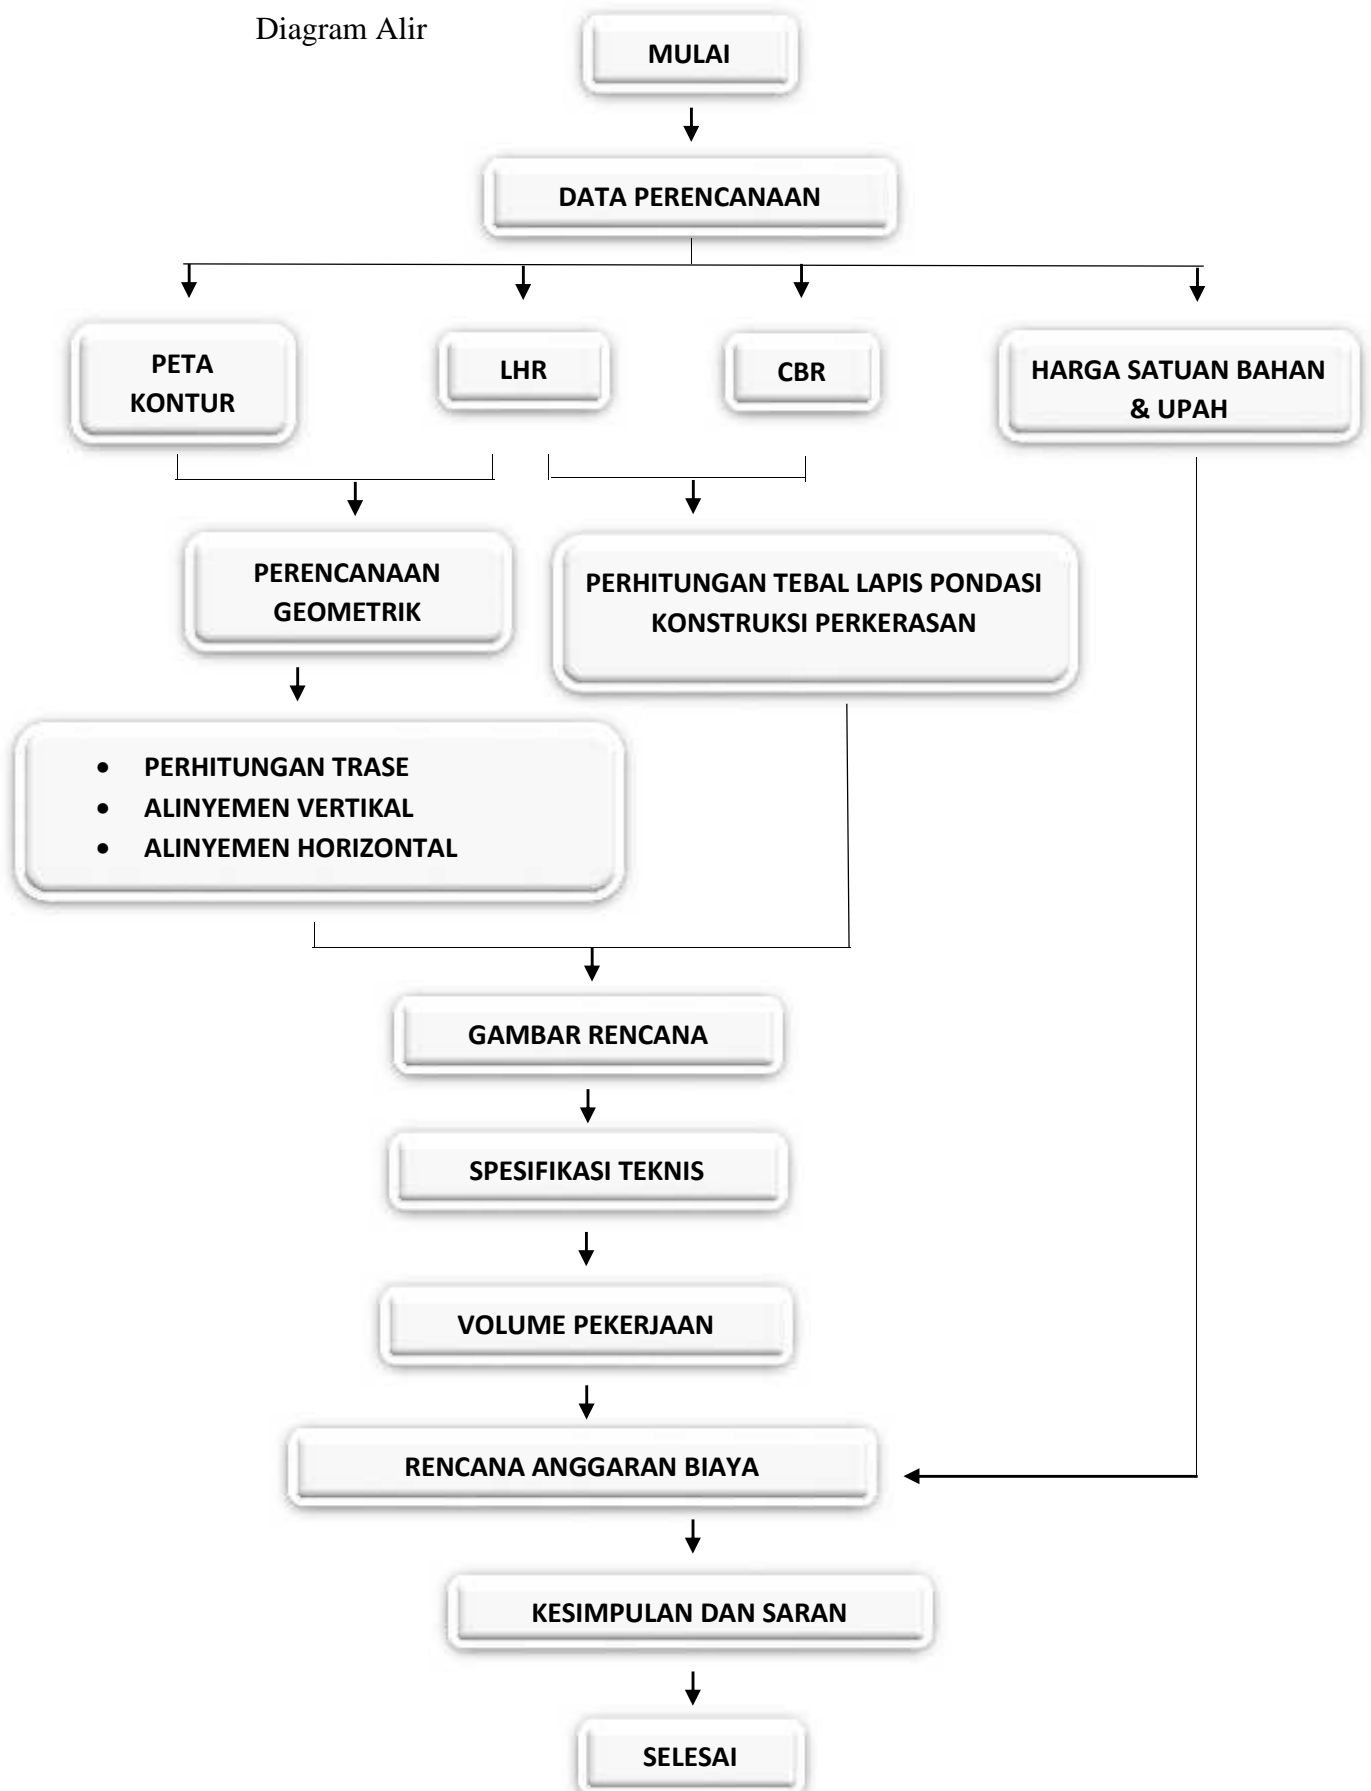 Diagram Alir
MULAI
DATA PERENCANAAN
PETA
KONTUR
LHR
CBR
HARGA SATUAN BAHAN
& UPAH
PERENCANAAN
GEOMETRIK
PERHITUNGAN TEBAL LAPIS PONDASI
KONSTRUKSI PERKERASAN
• PERHITUNGAN TRASE
• ALINYEMEN VERTIKAL
• ALINYEMEN HORIZONTAL
GAMBAR RENCANA
SPESIFIKASI TEKNIS
VOLUME PEKERJAAN
RENCANA ANGGARAN BIAYA
KESIMPULAN DAN SARAN
SELESAI